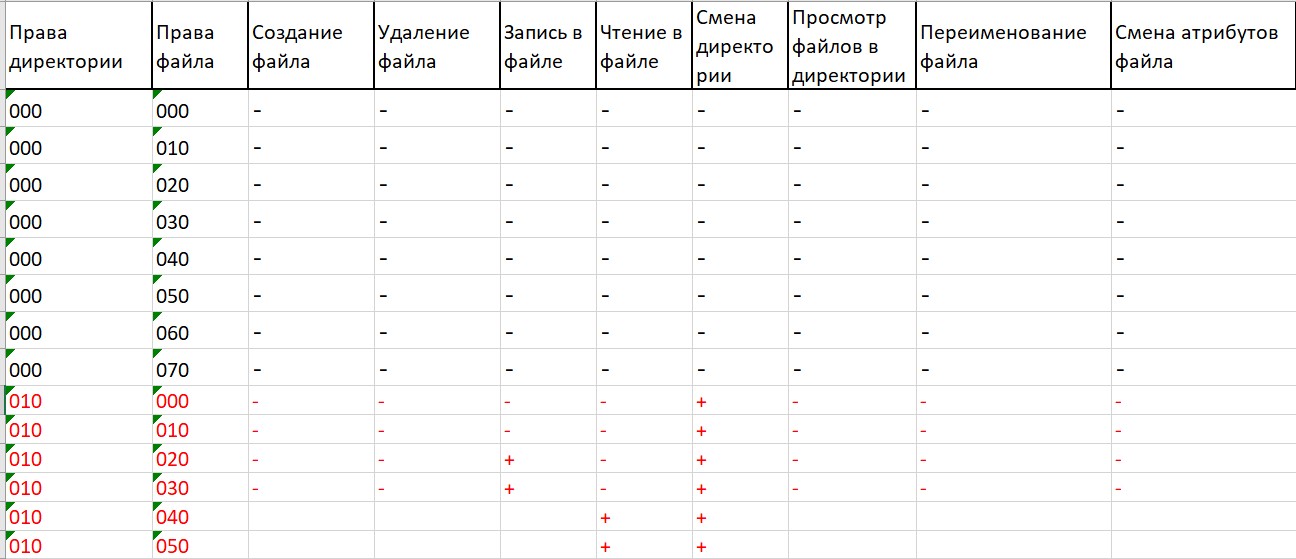 Права директории Права файла Создание файла Удаление файла Запись в файле Чтение в файле Смена директо рии Просмотр файлов в директории Переименование файла Смена атрибутов файла
000 000 - - - - - - - -
000 010 - - - - - - - -
000 020 - - - - - - - -
000 030 - - - - - - - -
000 040 - - - - - - - -
000 050 - - - - - - - -
000 060 - - - - - - - -
000 070 - - - - - - - -
010 000 - - - - + - - -
010 010 - - - - + - - -
010 020 - - + - + - - -
010 030 - - + - + - - -
010 040 + +
010 050 + +